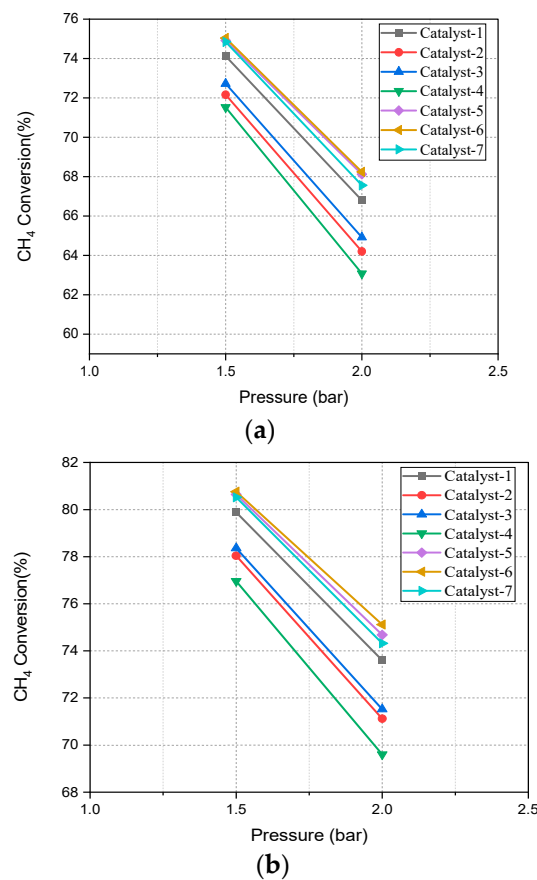 76
74
72
70
68
66
64
62
60
CH₄ Conversion(%)
Catalyst-1
Catalyst-2
Catalyst-3
Catalyst-4
Catalyst-5
Catalyst-6
Catalyst-7
1.0 1.5 2.0 2.5
Pressure (bar)
(a)
82
80
78
76
74
72
70
68
CH₄ Conversion(%)
Catalyst-1
Catalyst-2
Catalyst-3
Catalyst-4
Catalyst-5
Catalyst-6
Catalyst-7
1.0 1.5 2.0 2.5
Pressure (bar)
(b)